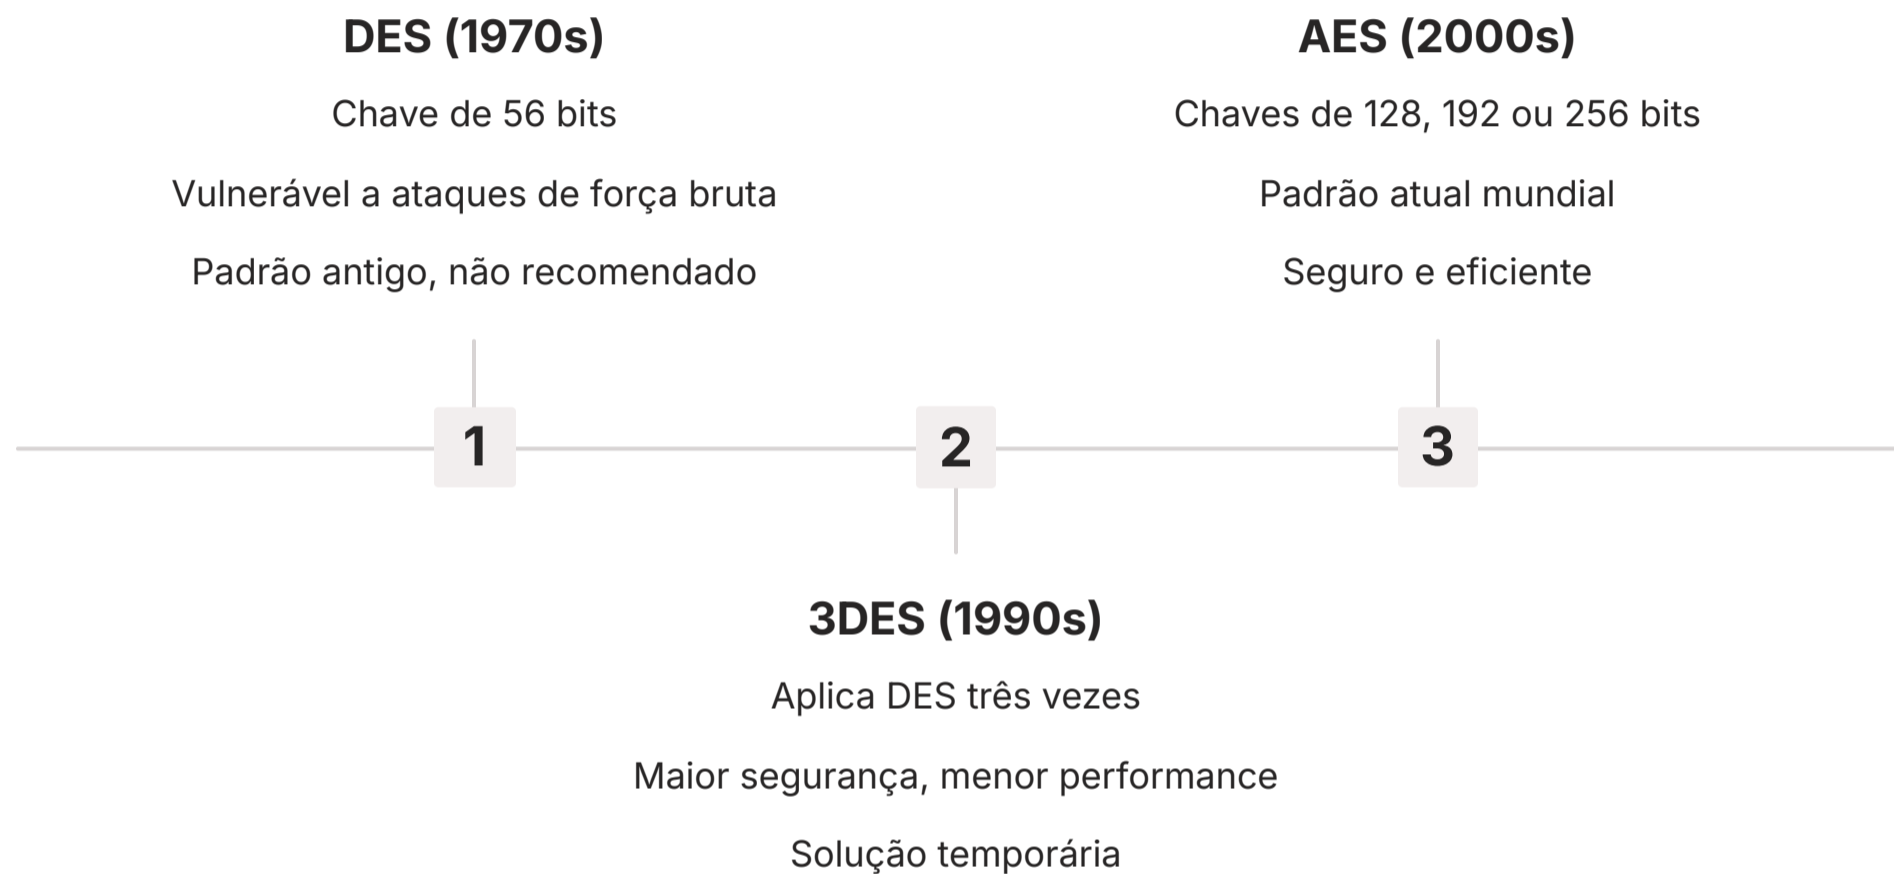 DES (1970s)
Chave de 56 bits
Vulnerável a ataques de força bruta
Padrão antigo, não recomendado
AES (2000s)
Chaves de 128, 192 ou 256 bits
Padrão atual mundial
Seguro e eficiente
1
2
3
3DES (1990s)
Aplica DES três vezes
Maior segurança, menor performance
Solução temporária